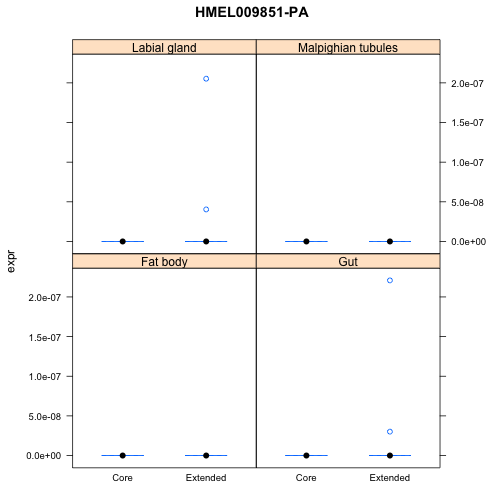 HMEL009851-PA
Labial gland
Malpighian tubules
2.0e-07
1.5e-07
1.0e-07
5.0e-08
0.0e+00
expr
Fat body
Gut
2.0e-07
1.5e-07
1.0e-07
5.0e-08
0.0e+00
Core
Extended
Core
Extended